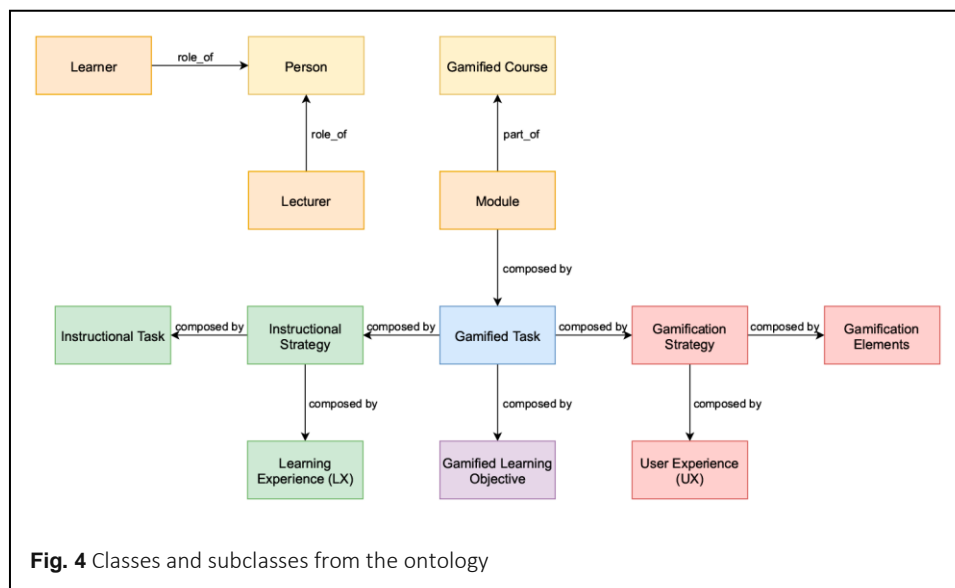 Learner
role_of
Person
Gamified Course
role_of
part_of
Lecturer
Module
composed by
Instructional Task
composed by
Instructional
Strategy
composed by
Gamified Task
composed by
Gamification
Strategy
composed by
Gamification
Elements
composed by
composed by
composed by
Learning
Experience (LX)
Gamified Learning
Objective
User Experience
(UX)
Fig. 4 Classes and subclasses from the ontology